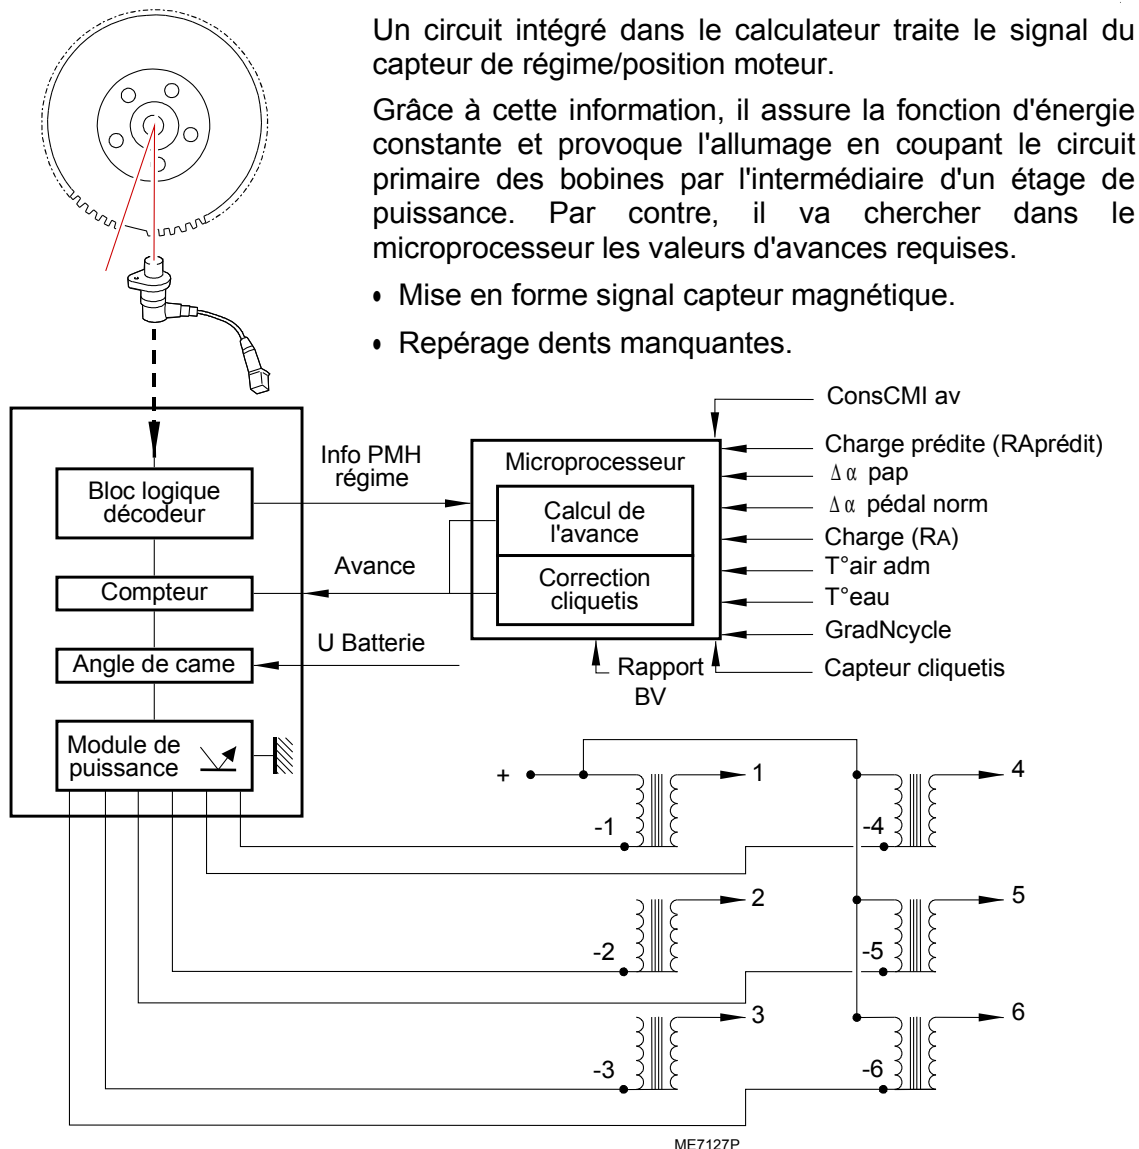 Un circuit intégré dans le calculateur traite le signal du
capteur de régime/position moteur.
Grâce à cette information, il assure la fonction d'énergie
constante et provoque l'allumage en coupant le circuit
primaire des bobines par l'intermédiaire d'un étage de
puissance. Par contre, il va chercher dans le
microprocesseur les valeurs d'avances requises.
• Mise en forme signal capteur magnétique.
• Repérage dents manquantes.
ConsCMI av
Info PMH
régime
Microprocesseur
Charge prédite (RAprédit)
Δα pap
Bloc logique
décodeur
Calcul de
l'avance
Δα pédal norm
Charge (RA)
Avance
T°air adm
Compteur
Correction
cliquetis
T°eau
U Batterie
GradNcycle
Angle de came
Rapport
BV
Capteur cliquetis
Module de
puissance
+
1
4
-1
-4
2
5
-2
-5
3
6
-3
-6
ME7127P